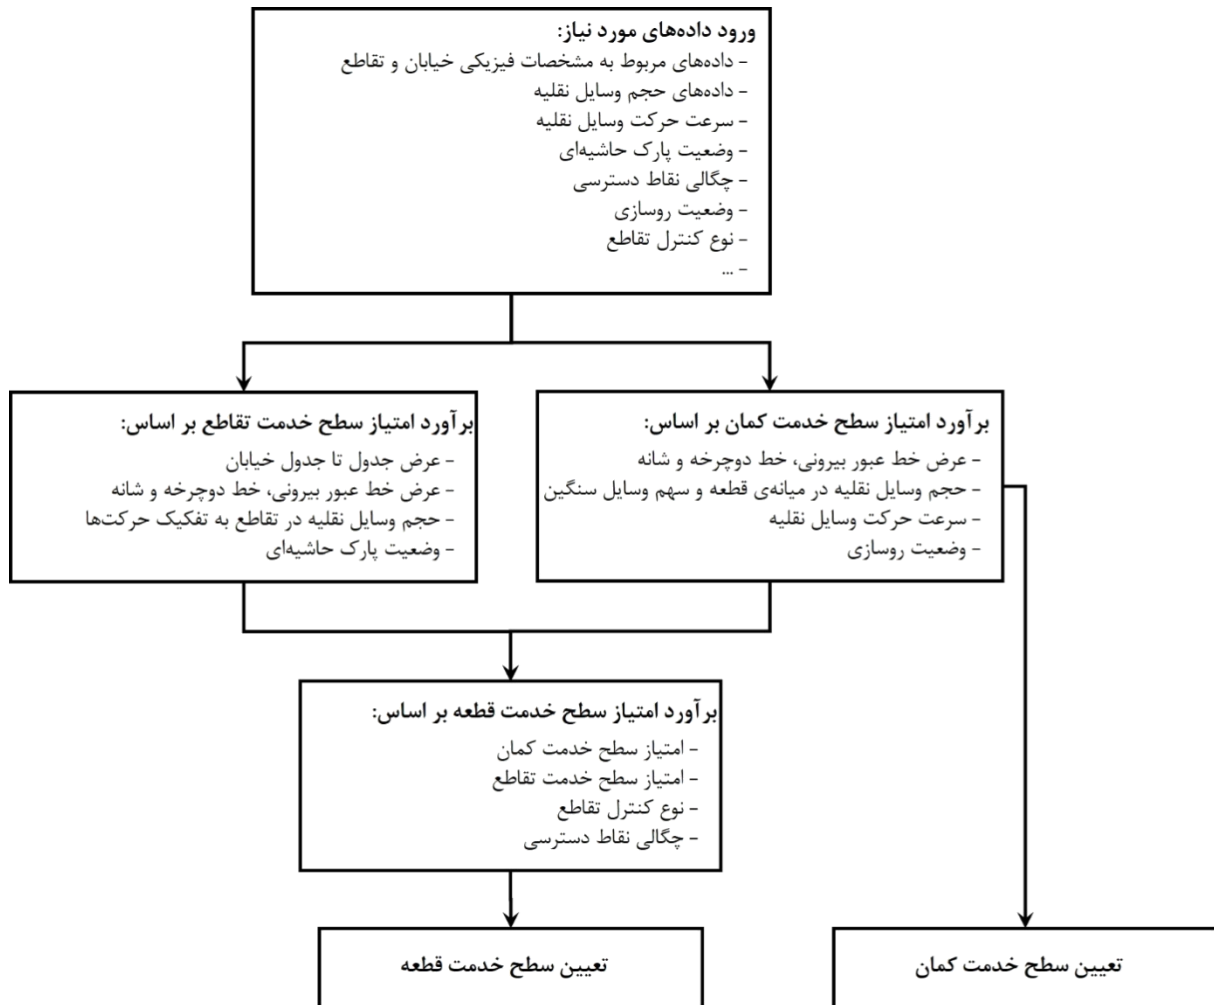 ورود داده‌های مورد نیاز:
- داده‌های مربوط به مشخصات فیزیکی خیابان و تقاطع
- داده‌های حجم وسایل نقلیه
- سرعت حرکت وسایل نقلیه
- وضعیت پارک حاشیه‌ای
- چگالی نقاط دسترسی
- وضعیت روسازی
- نوع کنترل تقاطع
- ...
برآورد امتیاز سطح خدمت کمان بر اساس:
- عرض خط عبور بیرونی، خط دوچرخه و شانه
- حجم وسایل نقلیه در میانه‌ی قطعه و سهم وسایل سنگین
- سرعت حرکت وسایل نقلیه
- وضعیت روسازی
برآورد امتیاز سطح خدمت تقاطع بر اساس:
- عرض جدول تا جدول خیابان
- عرض خط عبور بیرونی، خط دوچرخه و شانه
- حجم وسایل نقلیه در تقاطع به تفکیک حرکت‌ها
- وضعیت پارک حاشیه‌ای
برآورد امتیاز سطح خدمت قطعه بر اساس:
- امتیاز سطح خدمت کمان
- امتیاز سطح خدمت تقاطع
- نوع کنترل تقاطع
- چگالی نقاط دسترسی
تعیین سطح خدمت کمان
تعیین سطح خدمت قطعه